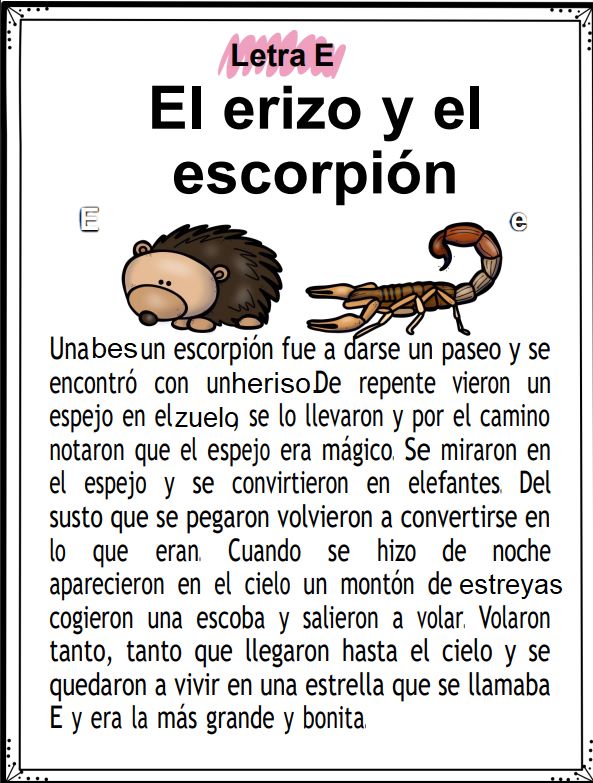 Letra E
El erizo y el
escorpión
E e
Una bes un escorpión fue a darse un paseo y se
encontró con un heriso.De repente vieron un
espejo en el zuelo, se lo llevaron y por el camino
notaron que el espejo era mágico. Se miraron en
el espejo y se convirtieron en elefantes. Del
susto que se pegaron volvieron a convertirse en
lo que eran. Cuando se hizo de noche
aparecieron en el cielo un montón de estreyas
cogieron una escoba y salieron a volar. Volaron
tanto, tanto que llegaron hasta el cielo y se
quedaron a vivir en una estrella que se llamaba
E y era la más grande y bonita.